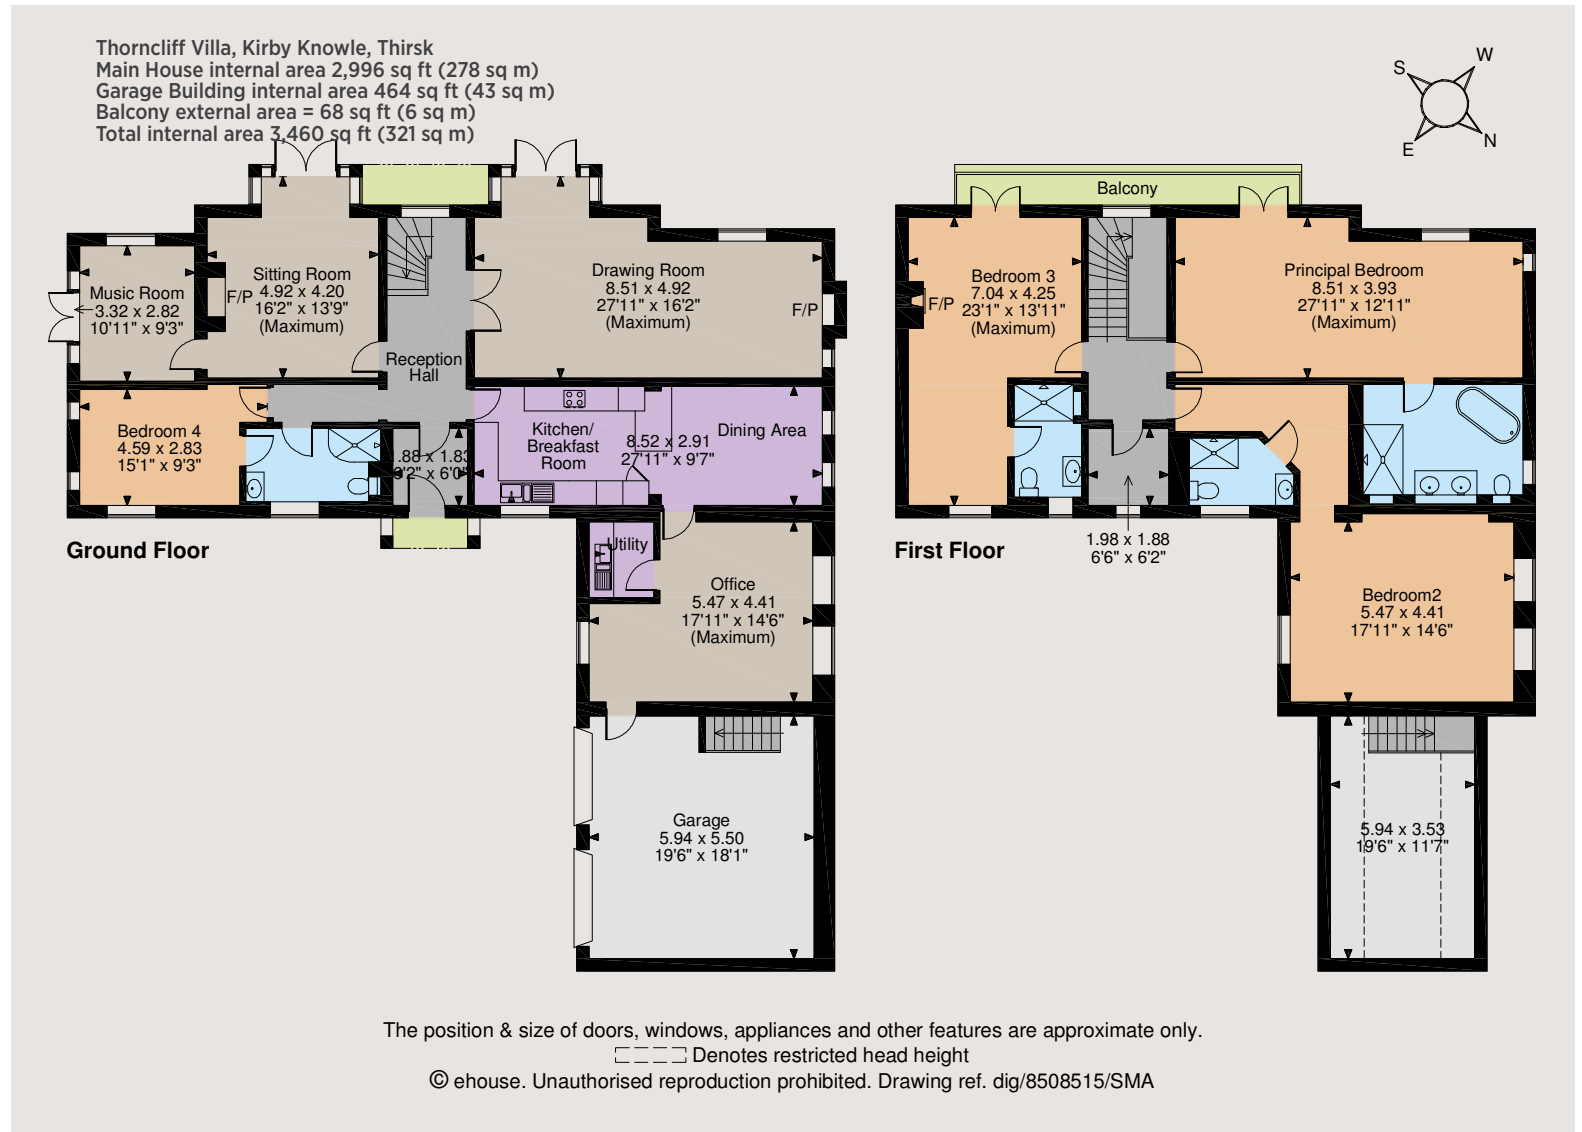 Thorncliff Villa, Kirby Knowle, Thirsk
Main House internal area 2,996 sq ft (278 sq m)
Garage Building internal area 464 sq ft (43 sq m)
Balcony external area = 68 sq ft (6 sq m)
Total internal area 3,460 sq ft (321 sq m)
S
W
E
N
Music Room
3.32 x 2.82
10'11" x 9'3"
Sitting Room
4.92 x 4.20
16'2" x 13'9"
(Maximum)
F/P
Reception
Hall
Drawing Room
8.51 x 4.92
27'11" x 16'2"
(Maximum)
F/P
Bedroom 4
4.59 x 2.83
15'1" x 9'3"
.88 x 1.83
6'2" x 6'0"
Kitchen/
Breakfast
Room
8.52 x 2.91
27'11" x 9'7"
Dining Area
Utility
Office
5.47 x 4.41
17'11" x 14'6"
(Maximum)
Garage
5.94 x 5.50
19'6" x 18'1"
Ground Floor
Balcony
Bedroom 3
7.04 x 4.25
23'1" x 13'11"
(Maximum)
F/P
Principal Bedroom
8.51 x 3.93
27'11" x 12'11"
(Maximum)
1.98 x 1.88
6'6" x 6'2"
Bedroom2
5.47 x 4.41
17'11" x 14'6"
5.94 x 3.53
19'6" x 11'7"
First Floor
The position & size of doors, windows, appliances and other features are approximate only.
Denotes restricted head height
© ehouse. Unauthorised reproduction prohibited. Drawing ref. dig/8508515/SMA